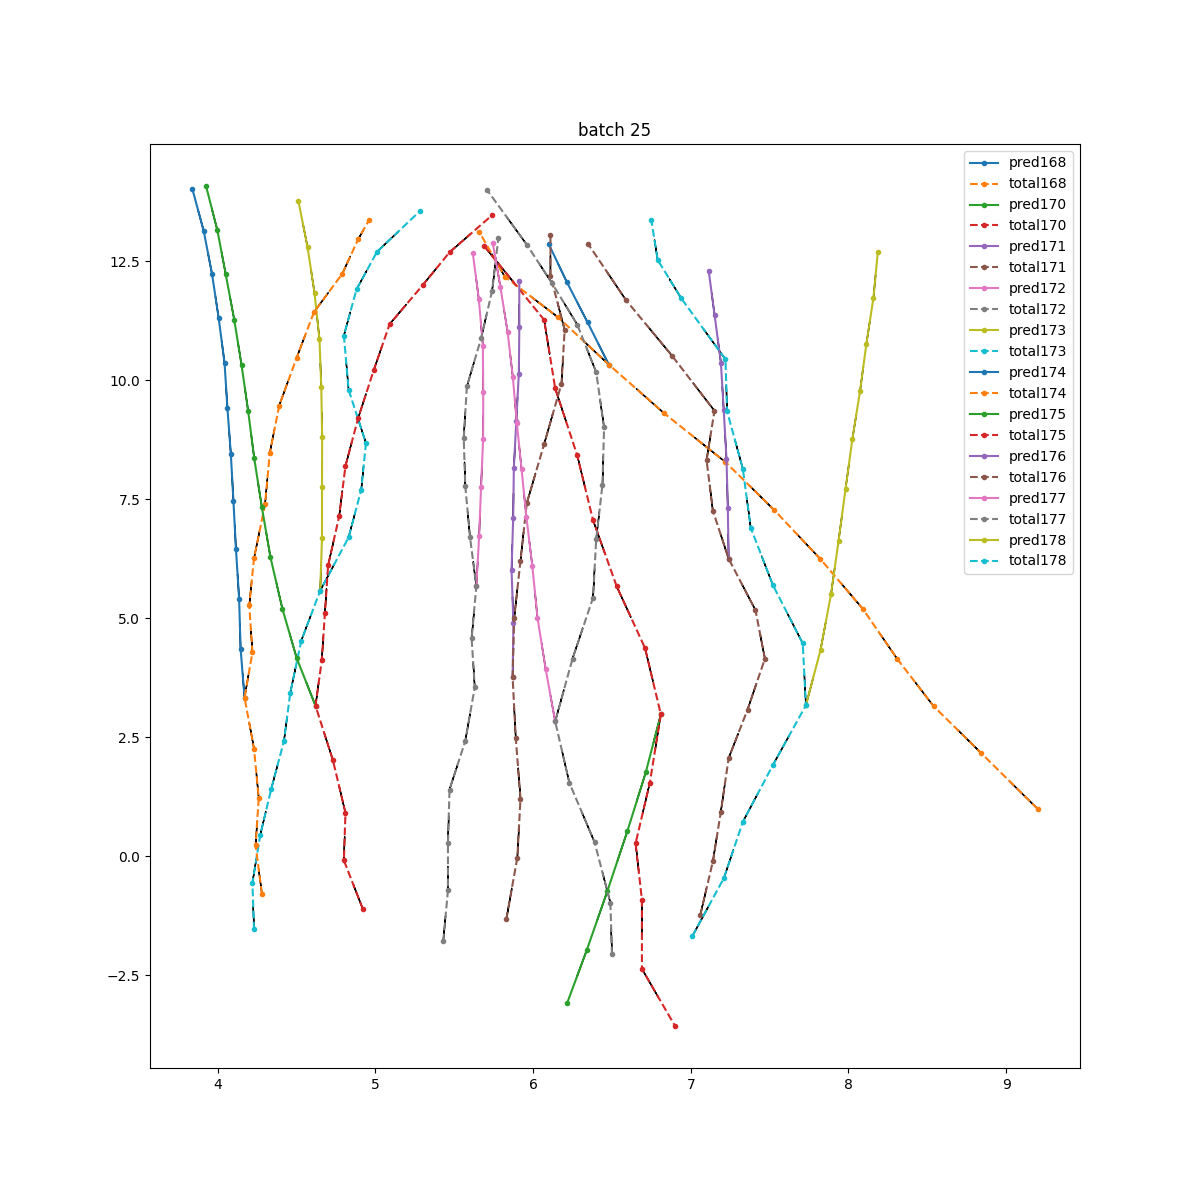 batch 25
pred168
total168
pred170
total170
pred171
total171
pred172
total172
pred173
total173
pred174
total174
pred175
total175
pred176
total176
pred177
total177
pred178
total178
12.5
10.0
7.5
5.0
2.5
0.0
−2.5
4 5 6 7 8 9